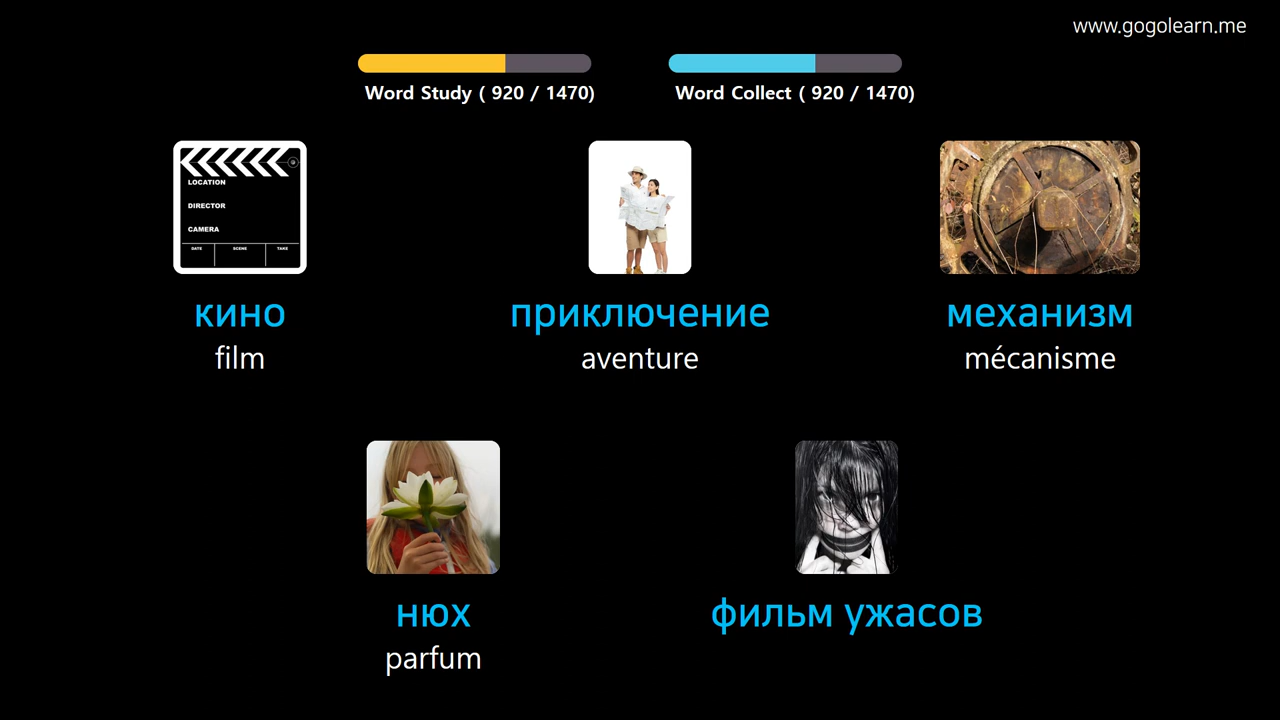 www.gogolearn.me
Word Study ( 920 / 1470)
Word Collect ( 920 / 1470)
LOCATION
DIRECTOR
CAMERA
DATE SCENE TAKE
кино
film
приключение
aventure
механизм
mécanisme
нюх
parfum
фильм ужасов